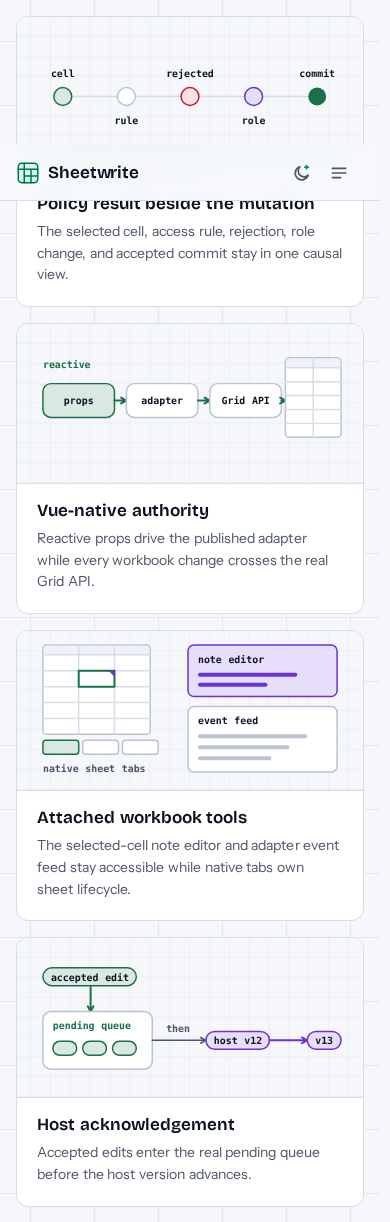 cell
rejected
commit
rule
role
Sheetwrite
Policy result beside the mutation
The selected cell, access rule, rejection, role
change, and accepted commit stay in one causal
view.
reactive
props
adapter
Grid API
Vue-native authority
Reactive props drive the published adapter
while every workbook change crosses the real
Grid API.
note editor
event feed
native sheet tabs
Attached workbook tools
The selected-cell note editor and adapter event
feed stay accessible while native tabs own
sheet lifecycle.
accepted edit
pending queue
then
host v12
v13
Host acknowledgement
Accepted edits enter the real pending queue
before the host version advances.